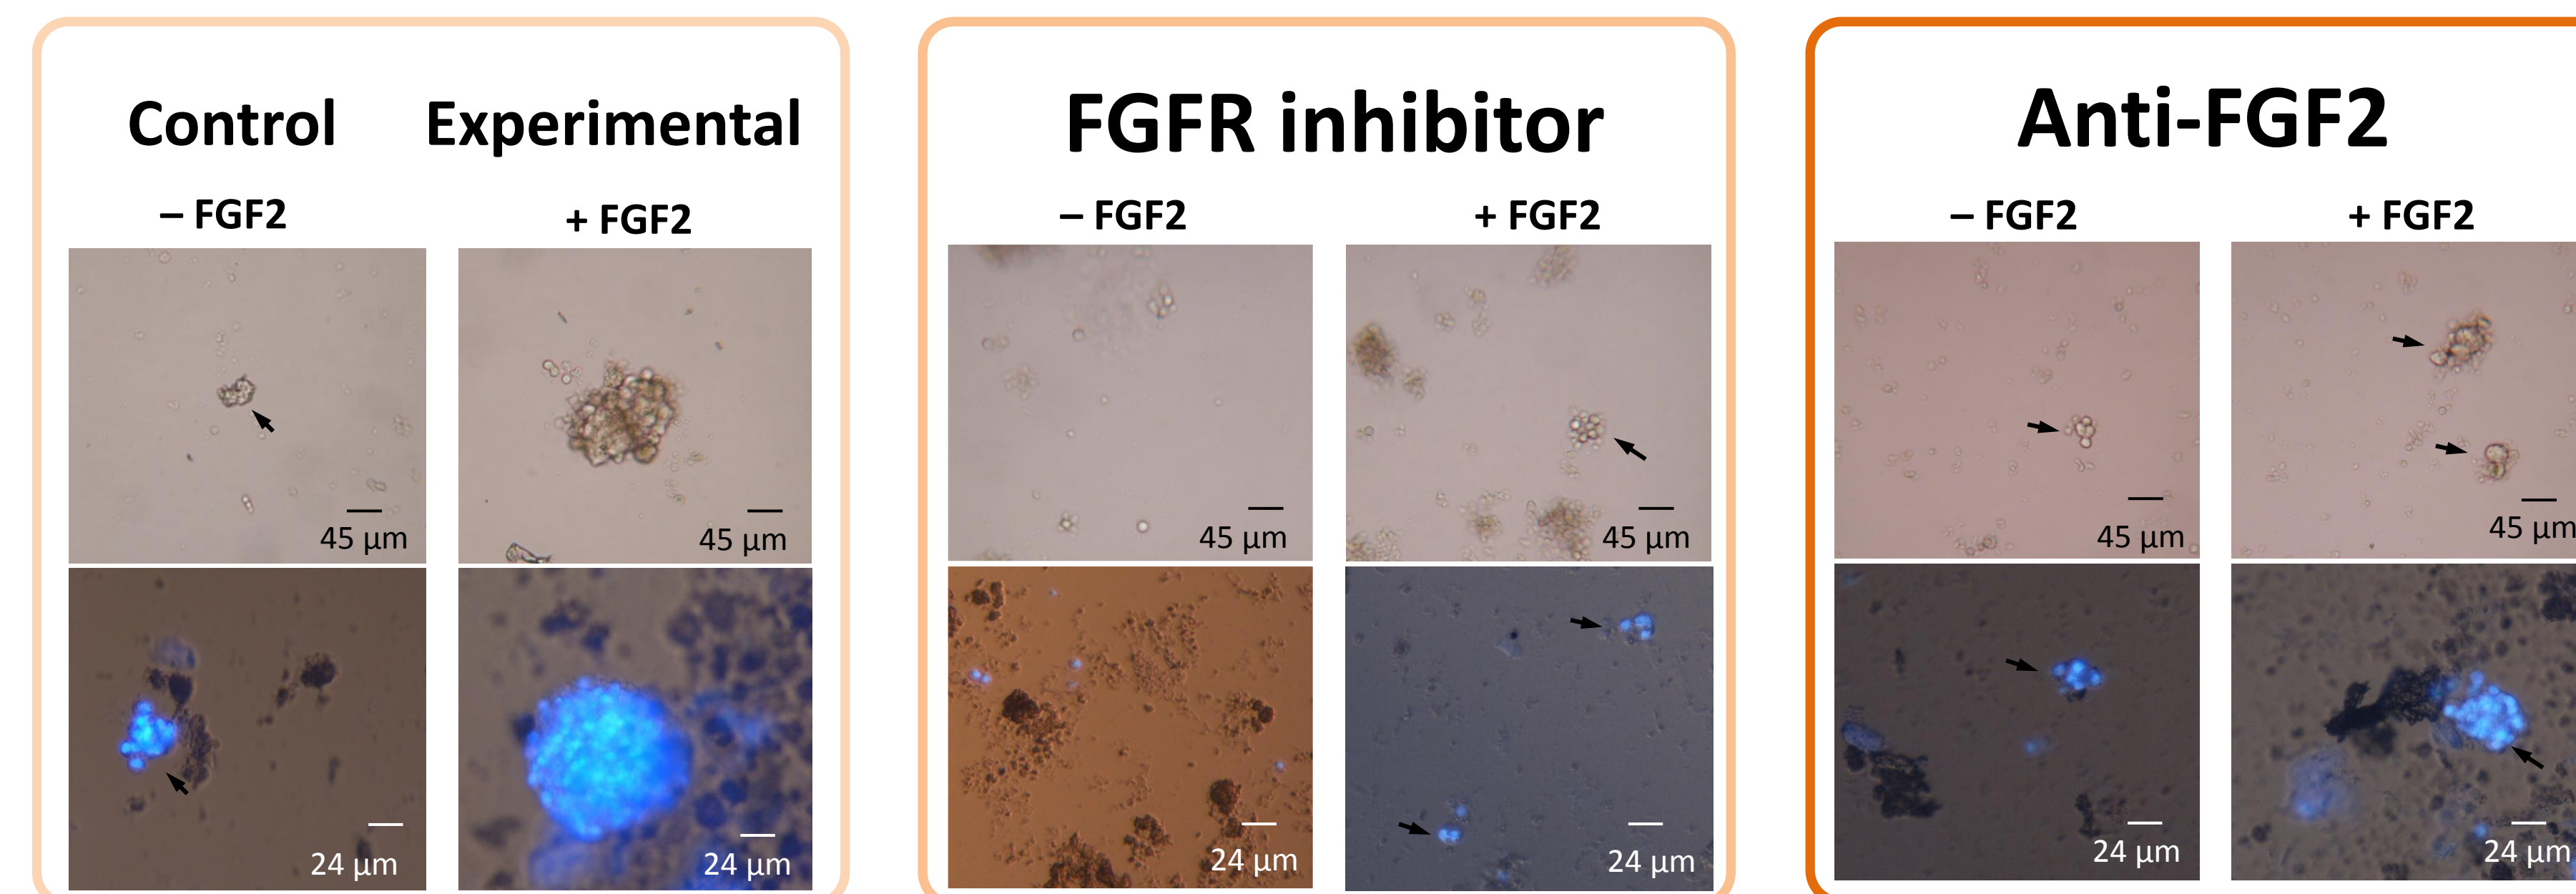 Control Experimental
– FGF2 + FGF2
45 µm 45 µm
24 µm 24 µm
FGFR inhibitor
– FGF2 + FGF2
45 µm 45 µm
24 µm 24 µm
Anti-FGF2
– FGF2 + FGF2
45 µm 45 µm
24 µm 24 µm